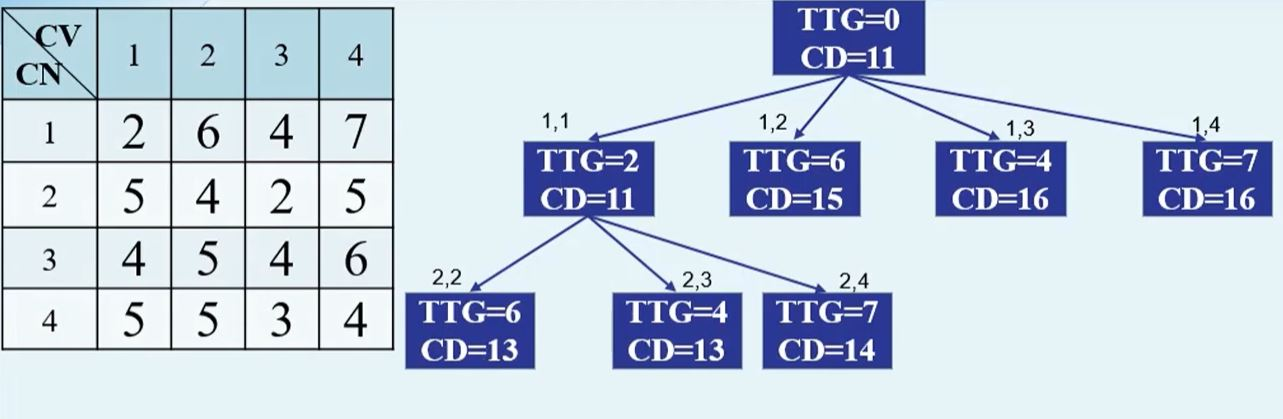 CV
CN
1 2 3 4
1 2 6 4 7
2 5 4 2 5
3 4 5 4 6
4 5 5 3 4
TTG=0
CD=11
1,1
1,2
1,3
1,4
TTG=2
CD=11
TTG=6
CD=15
TTG=4
CD=16
TTG=7
CD=16
2,2
2,3
2,4
TTG=6
CD=13
TTG=4
CD=13
TTG=7
CD=14